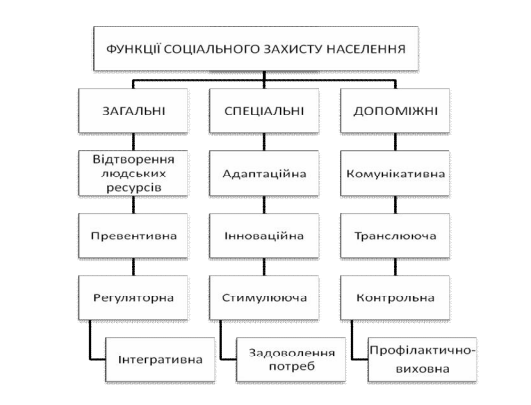 ФУНКЦІЇ СОЦІАЛЬНОГО ЗАХИСТУ НАСЕЛЕННЯ
ЗАГАЛЬНІ
СПЕЦІАЛЬНІ
ДОПОМІЖНІ
Відтворення
людських
ресурсів
Адаптаційна
Комунікативна
Превентивна
Інноваційна
Транслююча
Регуляторна
Стимулююча
Контрольна
Інтегративна
Задоволення
потреб
Профілактично-
виховна